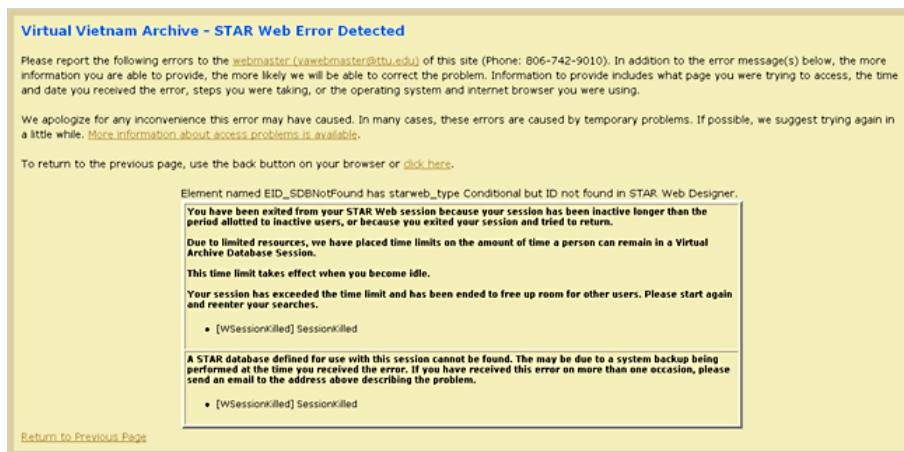 Virtual Vietnam Archive - STAR Web Error Detected
Please report the following errors to the webmaster (vawebmaster@ttu.edu) of this site (Phone: 806-742-9010). In addition to the error message(s) below, the more
information you are able to provide, the more likely we will be able to correct the problem. Information to provide includes what page you were trying to access, the time
and date you received the error, steps you were taking, or the operating system and internet browser you were using.
We apologize for any inconvenience this error may have caused. In many cases, these errors are caused by temporary problems. If possible, we suggest trying again in
a little while. More information about access problems is available.
To return to the previous page, use the back button on your browser or click here.
Element named EID_SDBNotFound has starweb_type Conditional but ID not found in STAR Web Designer.
You have been exited from your STAR Web session because your session has been inactive longer than the
period allotted to inactive users, or because you exited your session and tried to return.
Due to limited resources, we have placed time limits on the amount of time a person can remain in a Virtual
Archive Database Session.
This time limit takes effect when you become idle.
Your session has exceeded the time limit and has been ended to free up room for other users. Please start again
and reenter your searches.
• [WSessionKilled] SessionKilled
A STAR database defined for use with this session cannot be found. The may be due to a system backup being
performed at the time you received the error. If you have received this error on more than one occasion, please
send an email to the address above describing the problem.
• [WSessionKilled] SessionKilled
Return to Previous Page